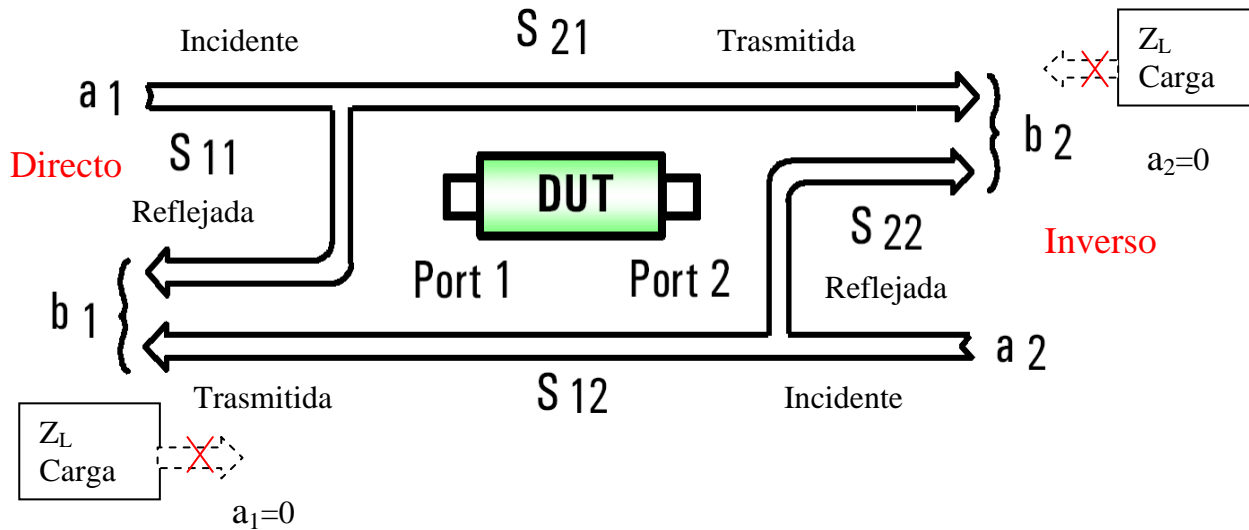 Incidente
S 21
Trasmitida
Z_L
Carga
a 1
b 2
Directo
S 11
DUT
a₂=0
Reflejada
S 22
Inverso
Port 1
Port 2
Reflejada
b 1
a 2
Trasmitida
S 12
Incidente
Z_L
Carga
a₁=0